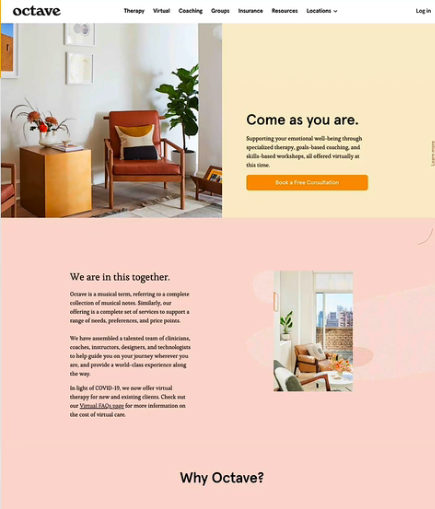 octave
Therapy Virtual Coaching Groups Insurance Resources Locations Log in
Come as you are.
Supporting your emotional well-being through
specialized therapy, goals-based coaching, and
skills-based workshops, all offered virtually at
this time.
Book a Free Consultation
Learn more
We are in this together.
Octave is a musical term, referring to a complete
collection of musical notes. Similarly, our
offering is a complete set of services to support a
range of needs, preferences, and price points.
We have assembled a talented team of clinicians,
coaches, instructors, designers, and technologists
to help guide you on your journey wherever you
are, and provide a world-class experience along
the way.
In light of COVID-19, we now offer virtual
therapy for new and existing clients. Check out
our Virtual FAQs page for more information on
the cost of virtual care.
Why Octave?